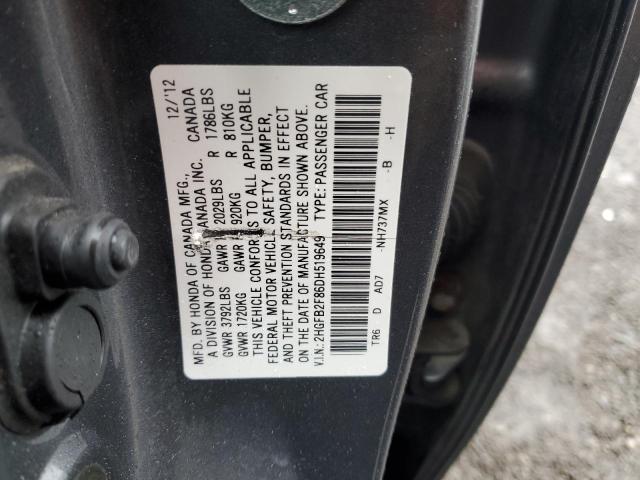 MFD. BY HONDA OF CANADA MFG., 12/'12
A DIVISION OF HONDA CANADA INC. CANADA
GVWR 3792LBS GAWR 2029LBS R 1786LBS
GVWR 1720KG GAWR 920KG R 810KG
THIS VEHICLE CONFORMS TO ALL APPLICABLE
FEDERAL MOTOR VEHICLE SAFETY, BUMPER,
AND THEFT PREVENTION STANDARDS IN EFFECT
ON THE DATE OF MANUFACTURE SHOWN ABOVE.
V.I.N.: 2HGFB2F86DH519649 TYPE: PASSENGER CAR
TR6 D AD7 -NH737MX -B -H